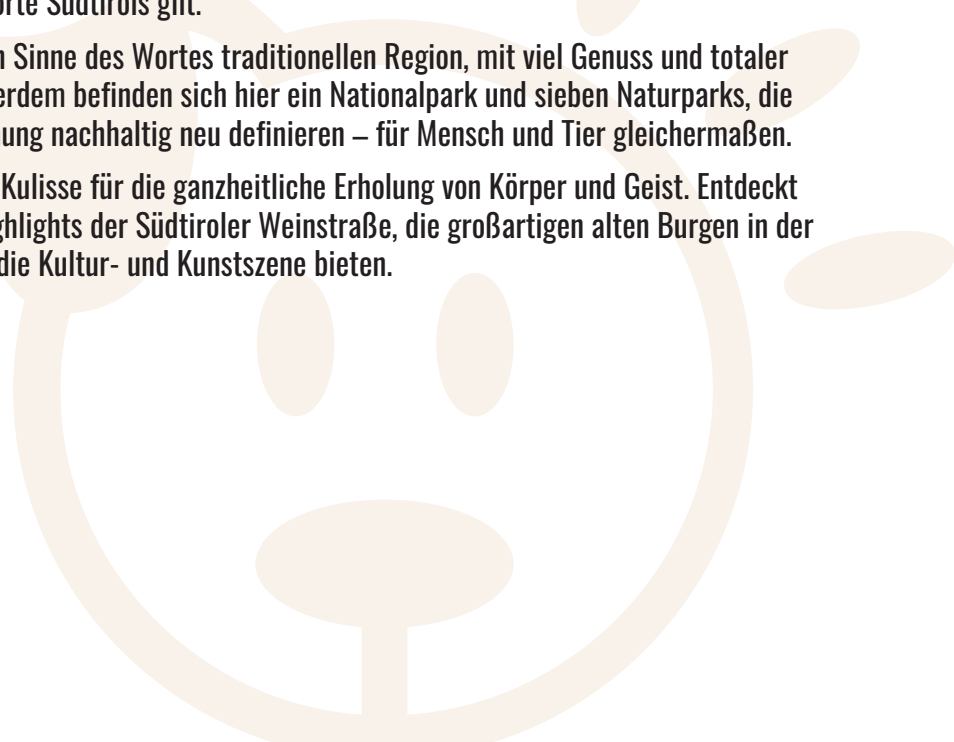 orte Südtirols gilt.
n Sinne des Wortes traditionellen Region, mit viel Genuss und totaler
erdem befinden sich hier ein Nationalpark und sieben Naturparks, die
ung nachhaltig neu definieren – für Mensch und Tier gleichermaßen.
Kulisse für die ganzheitliche Erholung von Körper und Geist. Entdeckt
ghlights der Südtiroler Weinstraße, die großartigen alten Burgen in der
die Kultur- und Kunstszene bieten.